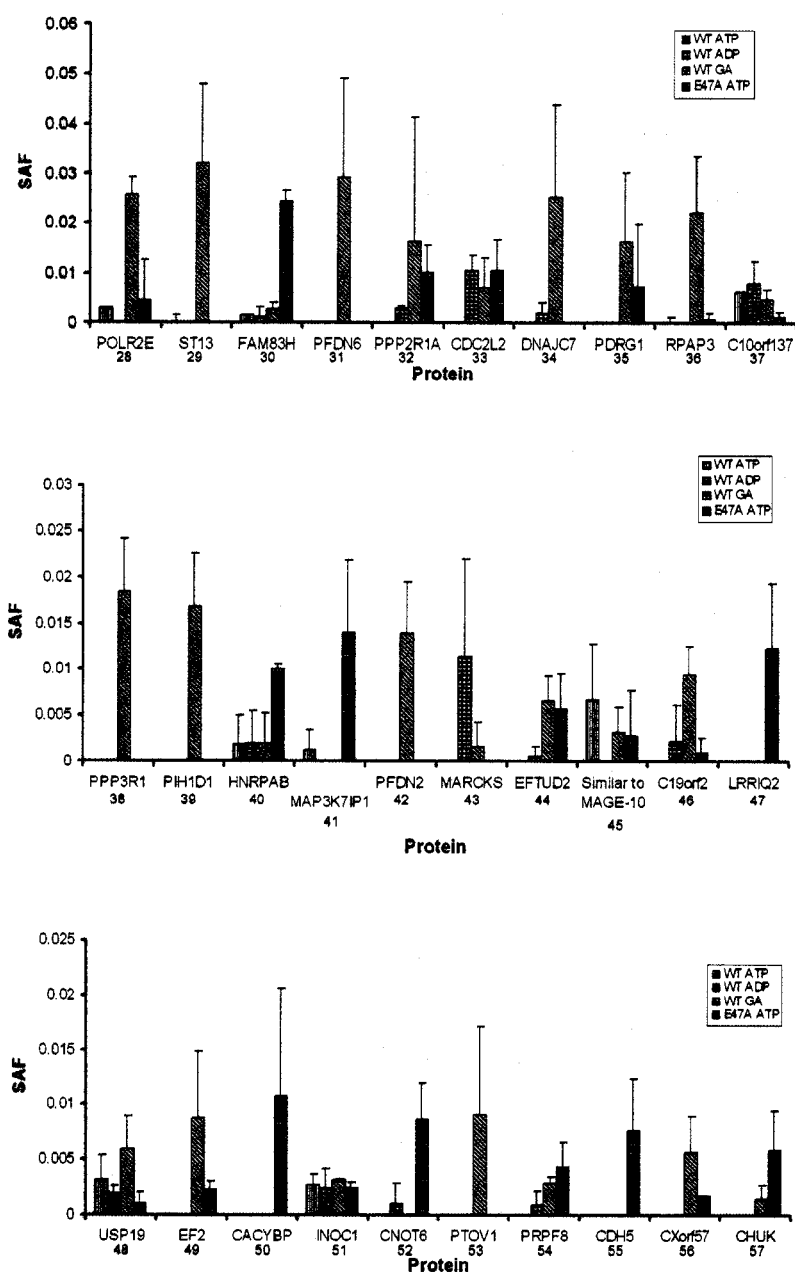 0.06
0.05
0.04
0.03
0.02
0.01
0
SAF
WT ATP
WT ADP
WT GA
E47A ATP
POLR2E ST13 FAM83H PFDN6 PPP2R1A CDC2L2 DNAJC7 PDRG1 RPAP3 C10orf137
28 29 30 31 32 33 34 35 36 37
Protein
0.03
0.025
0.02
0.015
0.01
0.005
0
SAF
WT ATP
WT ADP
WT GA
E47A ATP
PPP3R1 PIH1D1 HNRPAB MAP3K7IP1 PFDN2 MARCKS EFTUD2 Similar to MAGE-10 C19orf2 LRRIQ2
38 39 40 41 42 43 44 45 46 47
Protein
0.025
0.02
0.015
0.01
0.005
0
SAF
WT ATP
WT ADP
WT GA
E47A ATP
USP19 EF2 CACYBP INOC1 CNOT6 PTOV1 PRPF8 CDH5 CXorf57 CHUK
48 49 50 51 52 53 54 55 56 57
Protein